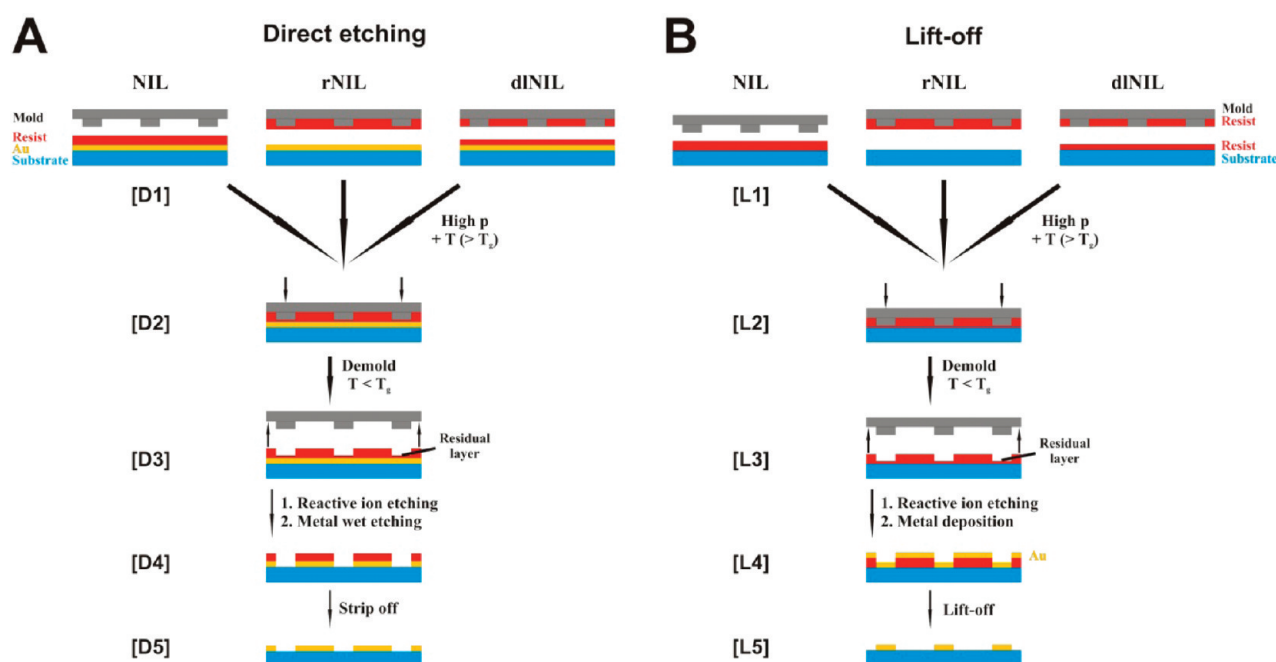 A
Direct etching
NIL
rNIL
dlNIL
Mold
Resist
Au
Substrate
[D1]
High p
+ T (> Tg)
[D2]
Demold
T < Tg
[D3]
Residual
layer
1. Reactive ion etching
2. Metal wet etching
[D4]
Strip off
[D5]
B
Lift-off
NIL
rNIL
dlNIL
Mold
Resist
Resist
Substrate
[L1]
High p
+ T (> Tg)
[L2]
Demold
T < Tg
[L3]
Residual
layer
1. Reactive ion etching
2. Metal deposition
[L4]
Au
Lift-off
[L5]